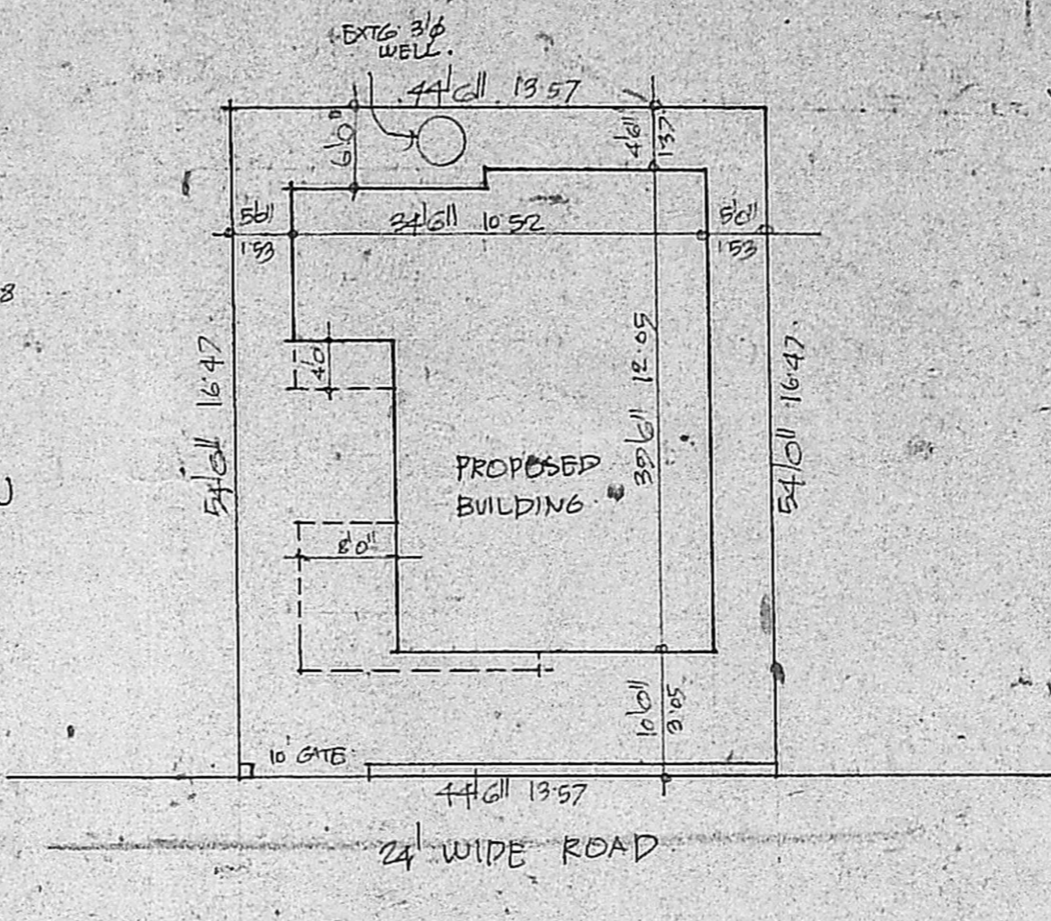 EXTG. 3'φ
WELL.
44'6" 13·57
6'0"
4'6"
1·37
5'0"
1·53
34'6" 10·52
5'0"
1·53
54'0" 16·47
4'0"
39'6" 12·05
54'0" 16·47
PROPOSED
BUILDING
8'0"
10'0"
3·05
10' GATE
44'6" 13·57
24' WIDE ROAD